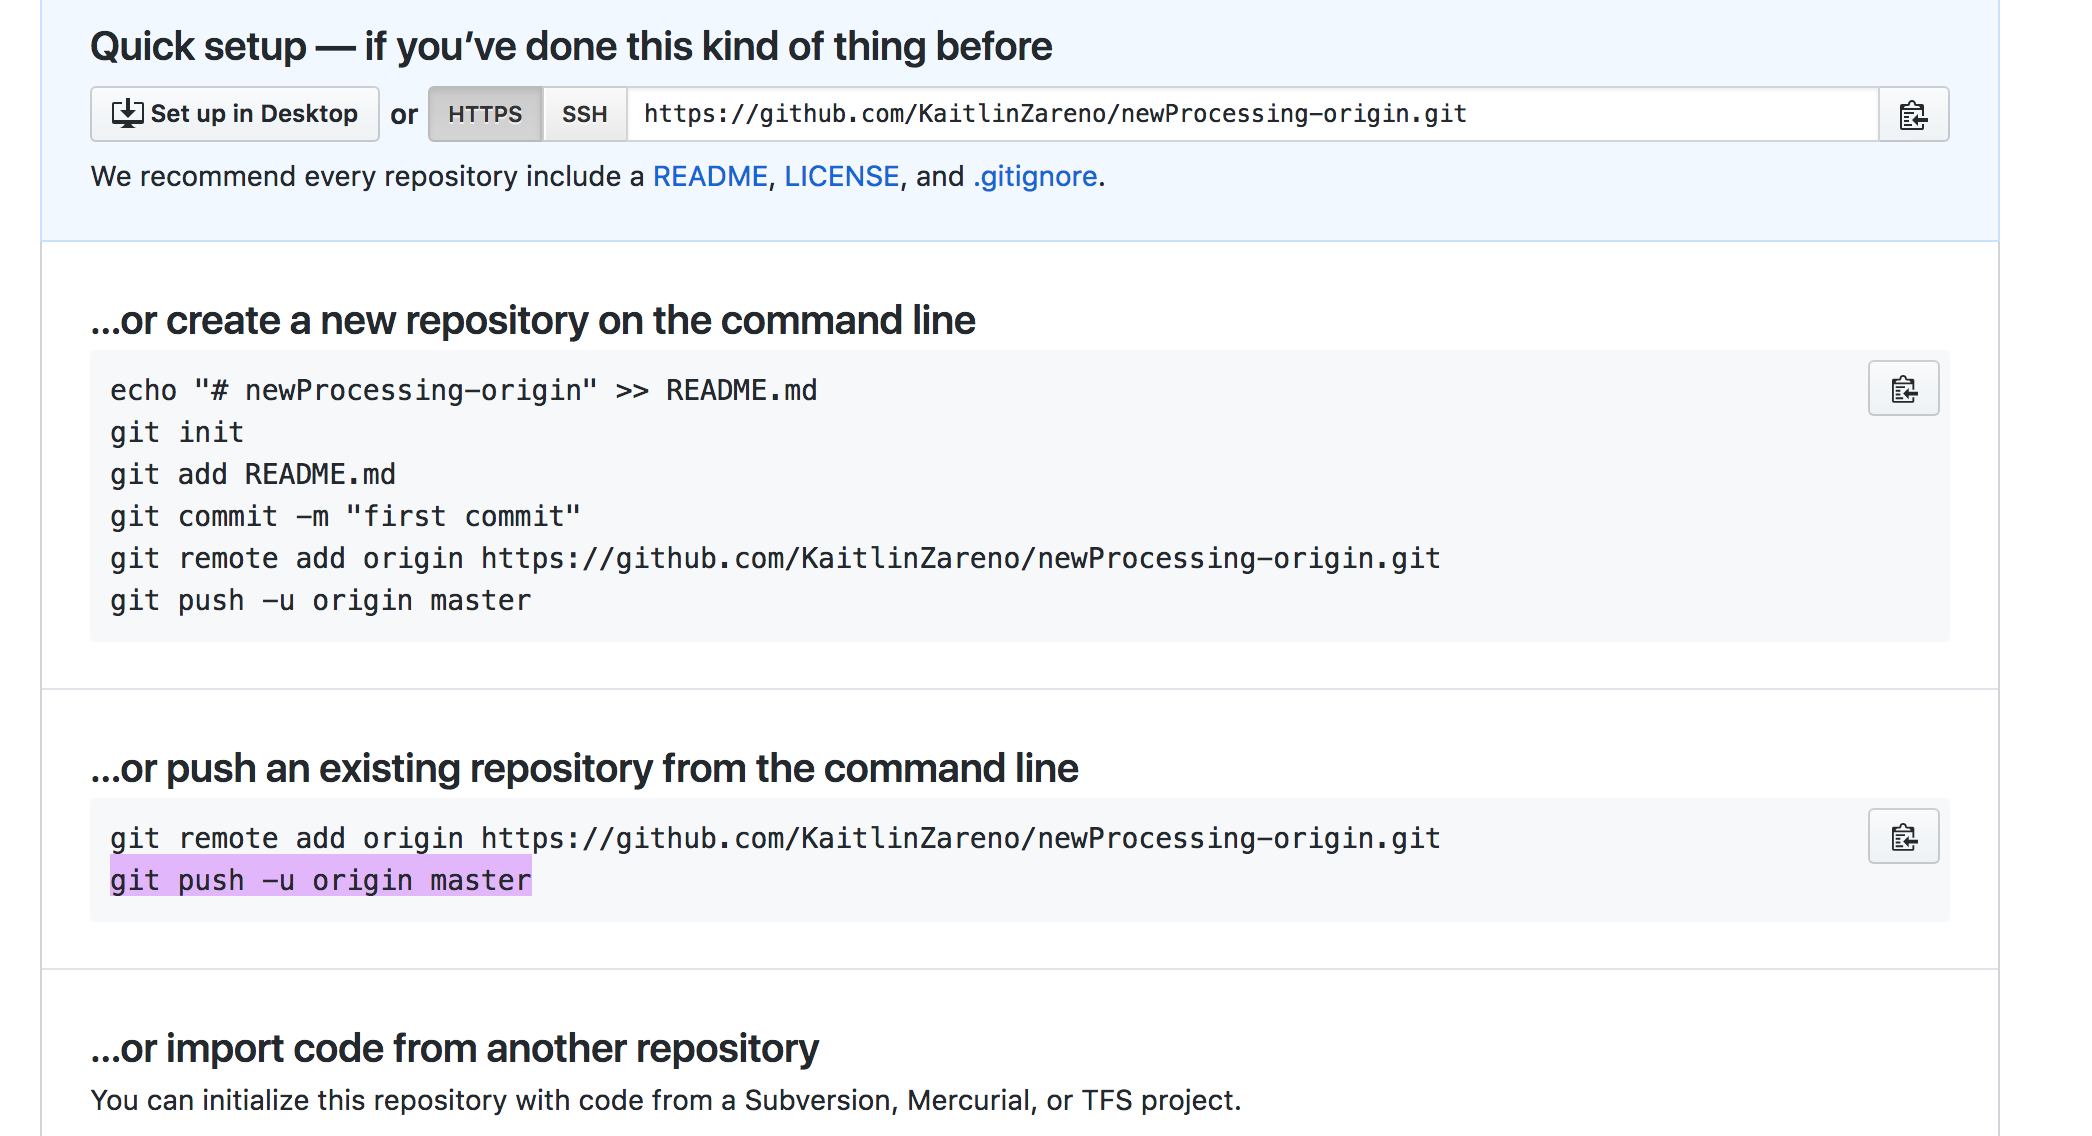 Quick setup — if you’ve done this kind of thing before
Set up in Desktop or HTTPS SSH https://github.com/KaitlinZareno/newProcessing-origin.git
We recommend every repository include a README, LICENSE, and .gitignore.
...or create a new repository on the command line
echo "# newProcessing-origin" >> README.md
git init
git add README.md
git commit -m "first commit"
git remote add origin https://github.com/KaitlinZareno/newProcessing-origin.git
git push -u origin master
...or push an existing repository from the command line
git remote add origin https://github.com/KaitlinZareno/newProcessing-origin.git
git push -u origin master
...or import code from another repository
You can initialize this repository with code from a Subversion, Mercurial, or TFS project.